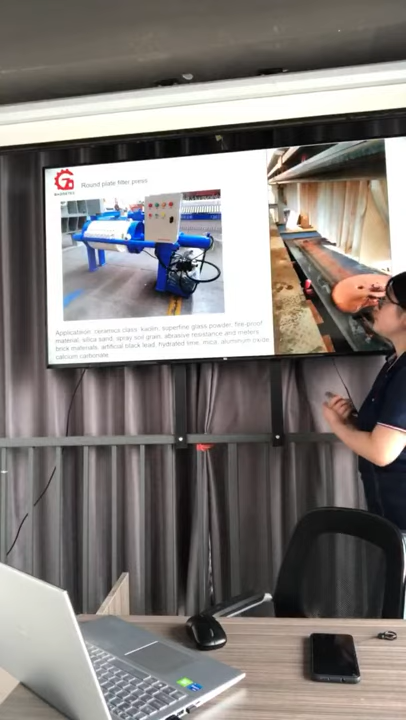 Round plate filter press
Application: ceramics class, kaolin, superfine glass powder, fire-proof
material, silica sand, spray soil grain, abrasive resistance and meters
brick materials, artificial black lead, hydrated lime, mica, aluminum oxide
calcium carbonate